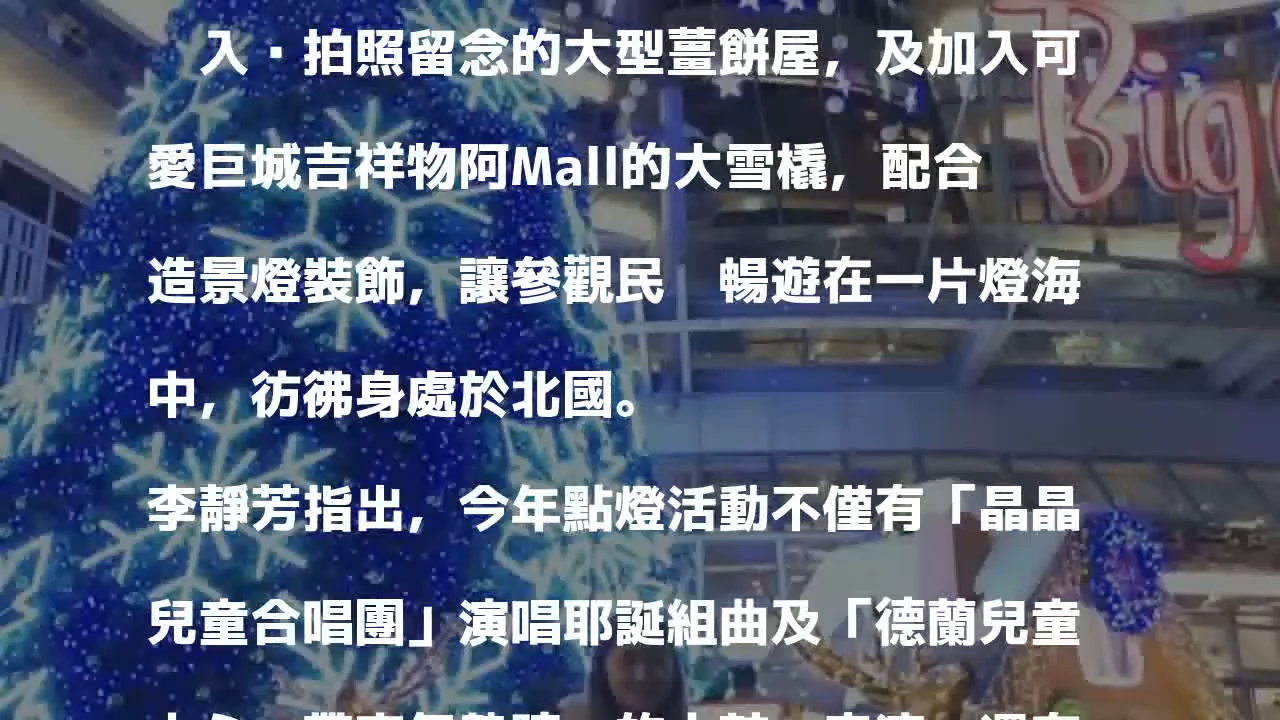 入·拍照留念的大型薑餅屋，及加入可
愛巨城吉祥物阿Mall的大雪橇，配合
造景燈裝飾，讓參觀民　暢遊在一片燈海
中，彷彿身處於北國。
李靜芳指出，今年點燈活動不僅有「晶晶
兒童合唱團」演唱耶誕組曲及「德蘭兒童
Big